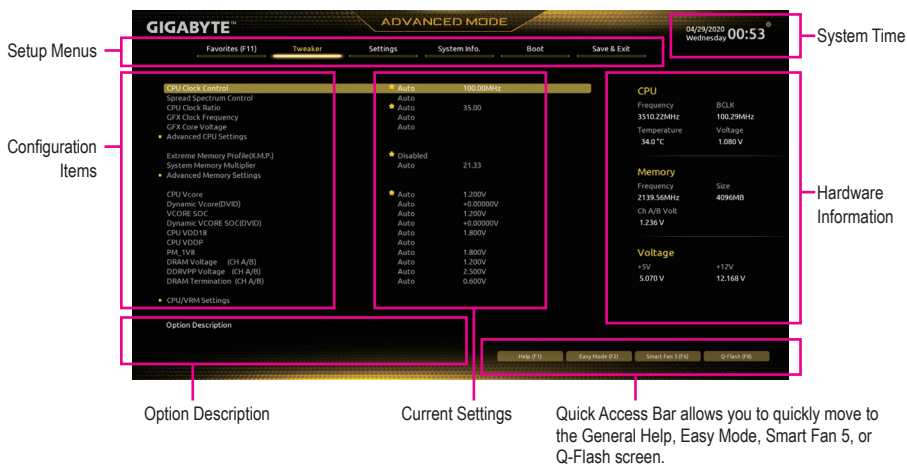 GIGABYTE™
ADVANCED MODE
04/29/2020
Wednesday 00:53
System Time
Setup Menus
Favorites (F11) Tweaker Settings System Info. Boot Save & Exit
Configuration
Items
CPU Clock Control Auto 100.00MHz
Spread Spectrum Control Auto
CPU Clock Ratio Auto 35.00
GFX Clock Frequency Auto
GFX Core Voltage Auto
Advanced CPU Settings
Extreme Memory Profile(X.M.P.) Disabled
System Memory Multiplier Auto 21.33
Advanced Memory Settings
CPU Vcore Auto 1.200V
Dynamic Vcore(DVID) Auto +0.00000V
VCORE SOC Auto 1.200V
Dynamic VCORE SOC(DVID) Auto +0.00000V
CPU VDD18 Auto 1.800V
CPU VDDP Auto
PM_1V8 Auto 1.800V
DRAM Voltage (CH A/B) Auto 1.200V
DDRVPP Voltage (CH A/B) Auto 2.500V
DRAM Termination (CH A/B) Auto 0.600V
CPU/VRM Settings
CPU
Frequency BCLK
3510.22MHz 100.29MHz
Temperature Voltage
34.0 °C 1.080 V
Memory
Frequency Size
2139.56MHz 4096MB
Ch A/B Volt
1.236 V
Voltage
+5V +12V
5.070 V 12.168 V
Hardware
Information
Option Description
Help (F1) Easy Mode (F2) Smart Fan 5 (F6) Q-Flash (F8)
Option Description
Current Settings
Quick Access Bar allows you to quickly move to
the General Help, Easy Mode, Smart Fan 5, or
Q-Flash screen.